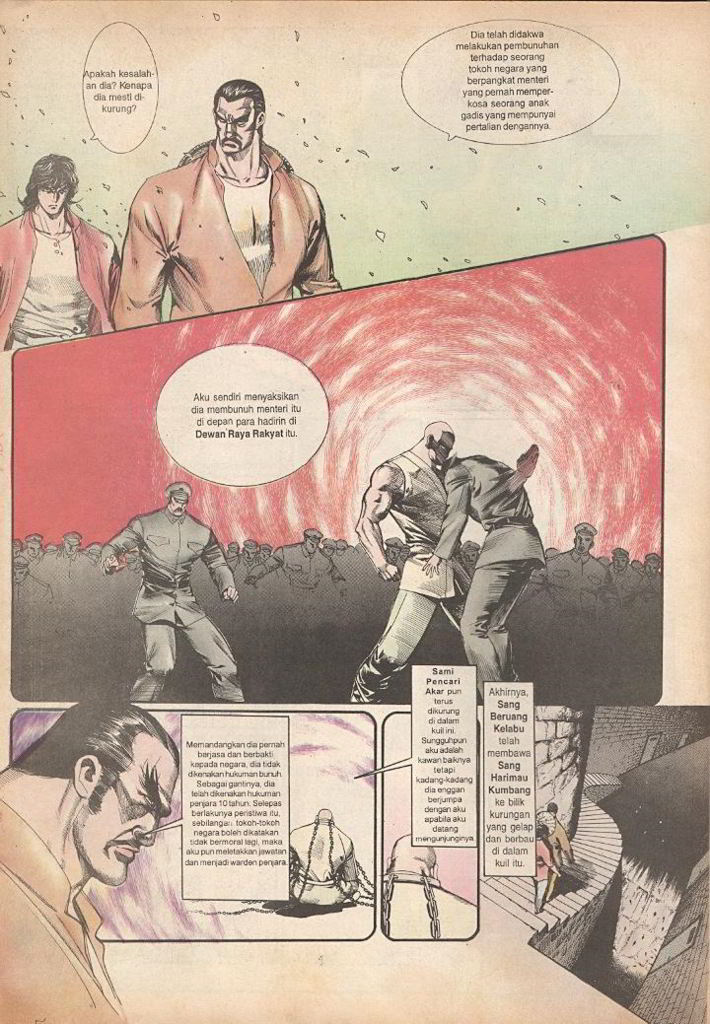 Apakah kesalah-
an dia? Kenapa
dia mesti di-
kurung?
Dia telah didakwa
melakukan pembunuhan
terhadap seorang
tokoh negara yang
berpangkat menteri
yang pernah memper-
kosa seorang anak
gadis yang mempunyai
pertalian dengannya.
Aku sendiri menyaksikan
dia membunuh menteri itu
di depan para hadirin di
Dewan Raya Rakyat itu.
Memandangkan dia pernah
berjasa dan berbakti
kepada negara, dia tidak
dikenakan hukuman bunuh.
Sebagai gantinya, dia
telah dikenakan hukuman
penjara 10 tahun. Selepas
berlakunya peristiwa itu,
sebilangan tokoh-tokoh
negara boleh dikatakan
tidak bermoral lagi, maka
aku pun meletakkan jawatan
dan menjadi warden penjara.
Sami
Pencari
Akar pun
terus
dikurung
di dalam
kuil ini.
Sungguhpun
aku adalah
kawan baiknya
tetapi
kadang-kadang
dia enggan
berjumpa
dengan aku
apabila aku
datang
mengunjunginya.
Akhirnya,
Sang
Beruang
Kelabu
telah
membawa
Sang
Harimau
Kumbang
ke bilik
kurungan
yang gelap
dan berbau
di dalam
kuil itu.